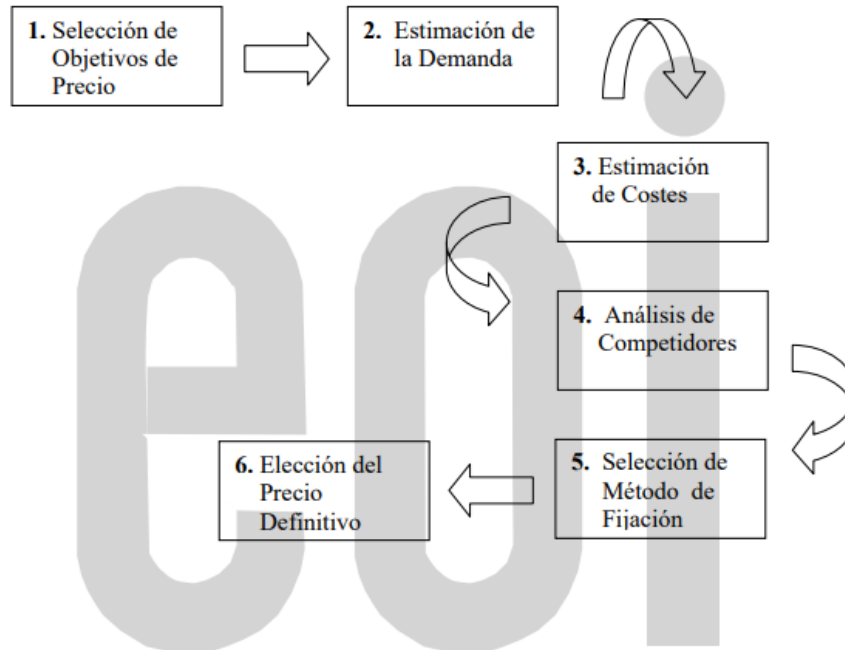 1. Selección de
Objetivos de
Precio
2. Estimación de
la Demanda
3. Estimación
de Costes
4. Análisis de
Competidores
5. Selección de
Método de
Fijación
6. Elección del
Precio
Definitivo
eoi